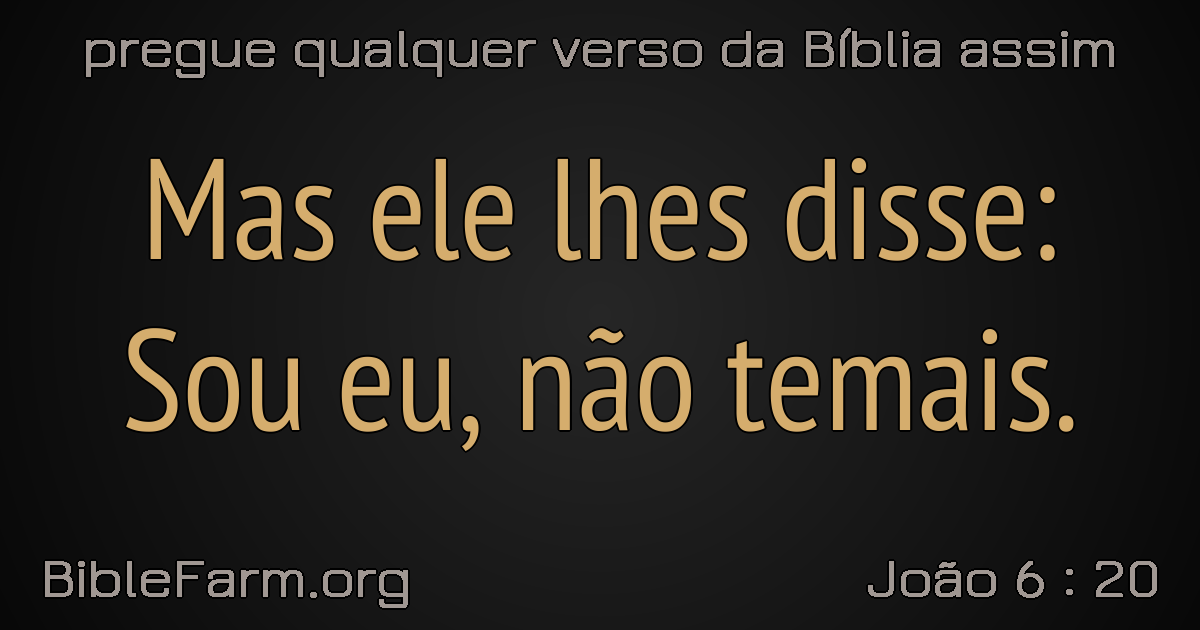 pregue qualquer verso da Bíblia assim
Mas ele lhes disse:
Sou eu, não temais.
BibleFarm.org
João 6 : 20